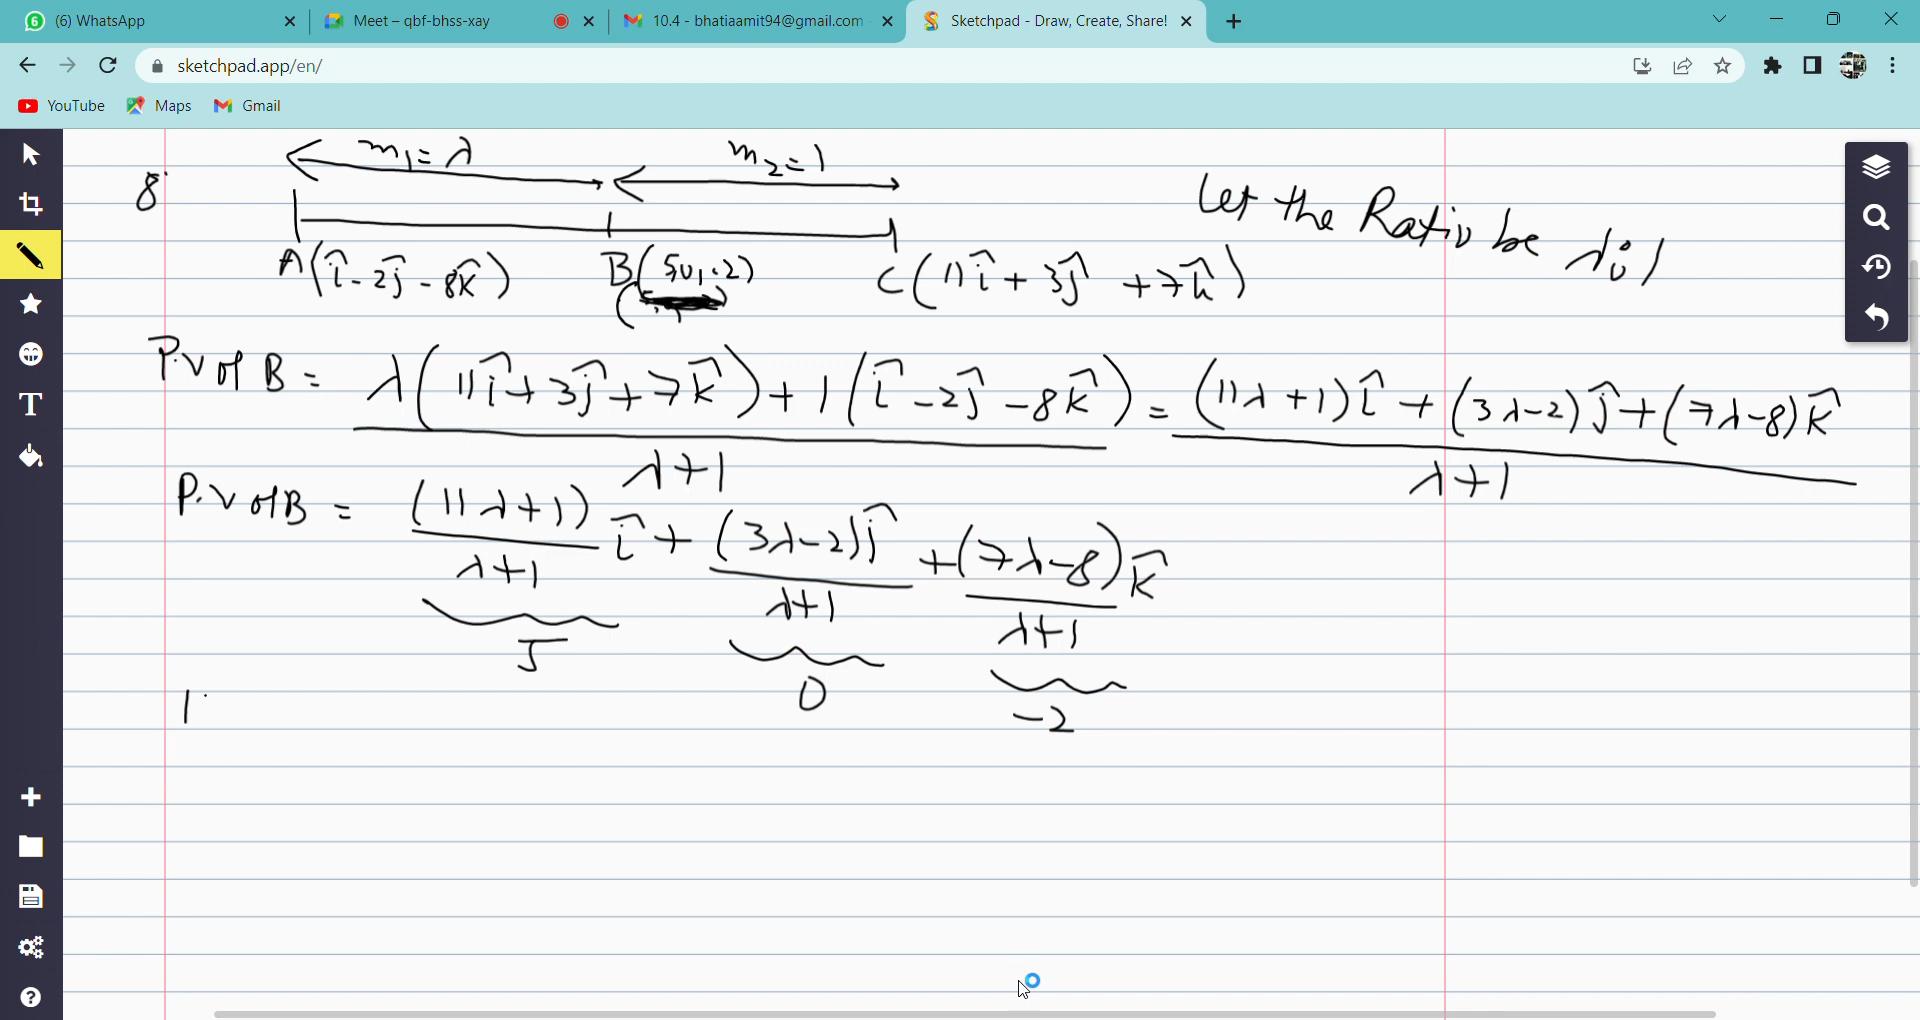 (6) WhatsApp
Meet – qbf-bhss-xay
10.4 - bhatiaamit94@gmail.com
Sketchpad - Draw, Create, Share!
sketchpad.app/en/
YouTube
Maps
Gmail
m₁ = λ
m₂ = 1
8.
Let the Ratio be λ:1
A(î - 2ĵ - 8k̂)
B(5,0,-2)
C(11î + 3ĵ + 7k̂)
P.V of B = λ(11î + 3ĵ + 7k̂) + 1(î - 2ĵ - 8k̂) = (11λ + 1)î + (3λ - 2)ĵ + (7λ - 8)k̂
λ+1
λ+1
P.V of B = (11λ+1) î + (3λ-2)ĵ + (7λ-8) k̂
λ+1
λ+1
λ+1
5
0
-2